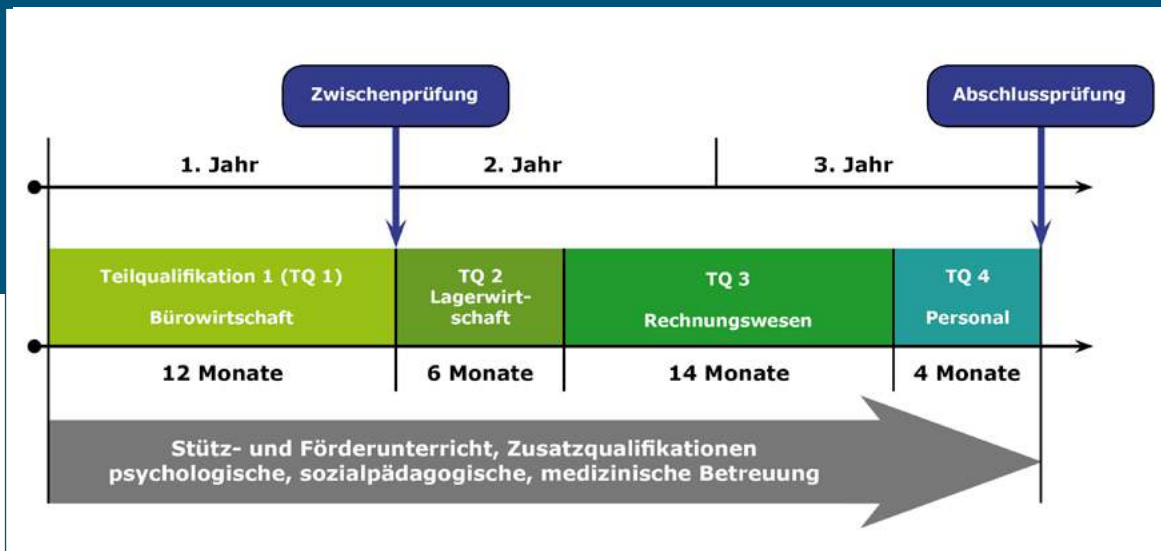 Zwischenprüfung
Abschlussprüfung
1. Jahr
2. Jahr
3. Jahr
Teilqualifikation 1 (TQ 1)
Bürowirtschaft
TQ 2
Lagerwirt-
schaft
TQ 3
Rechnungswesen
TQ 4
Personal
12 Monate
6 Monate
14 Monate
4 Monate
Stütz- und Förderunterricht, Zusatzqualifikationen
psychologische, sozialpädagogische, medizinische Betreuung